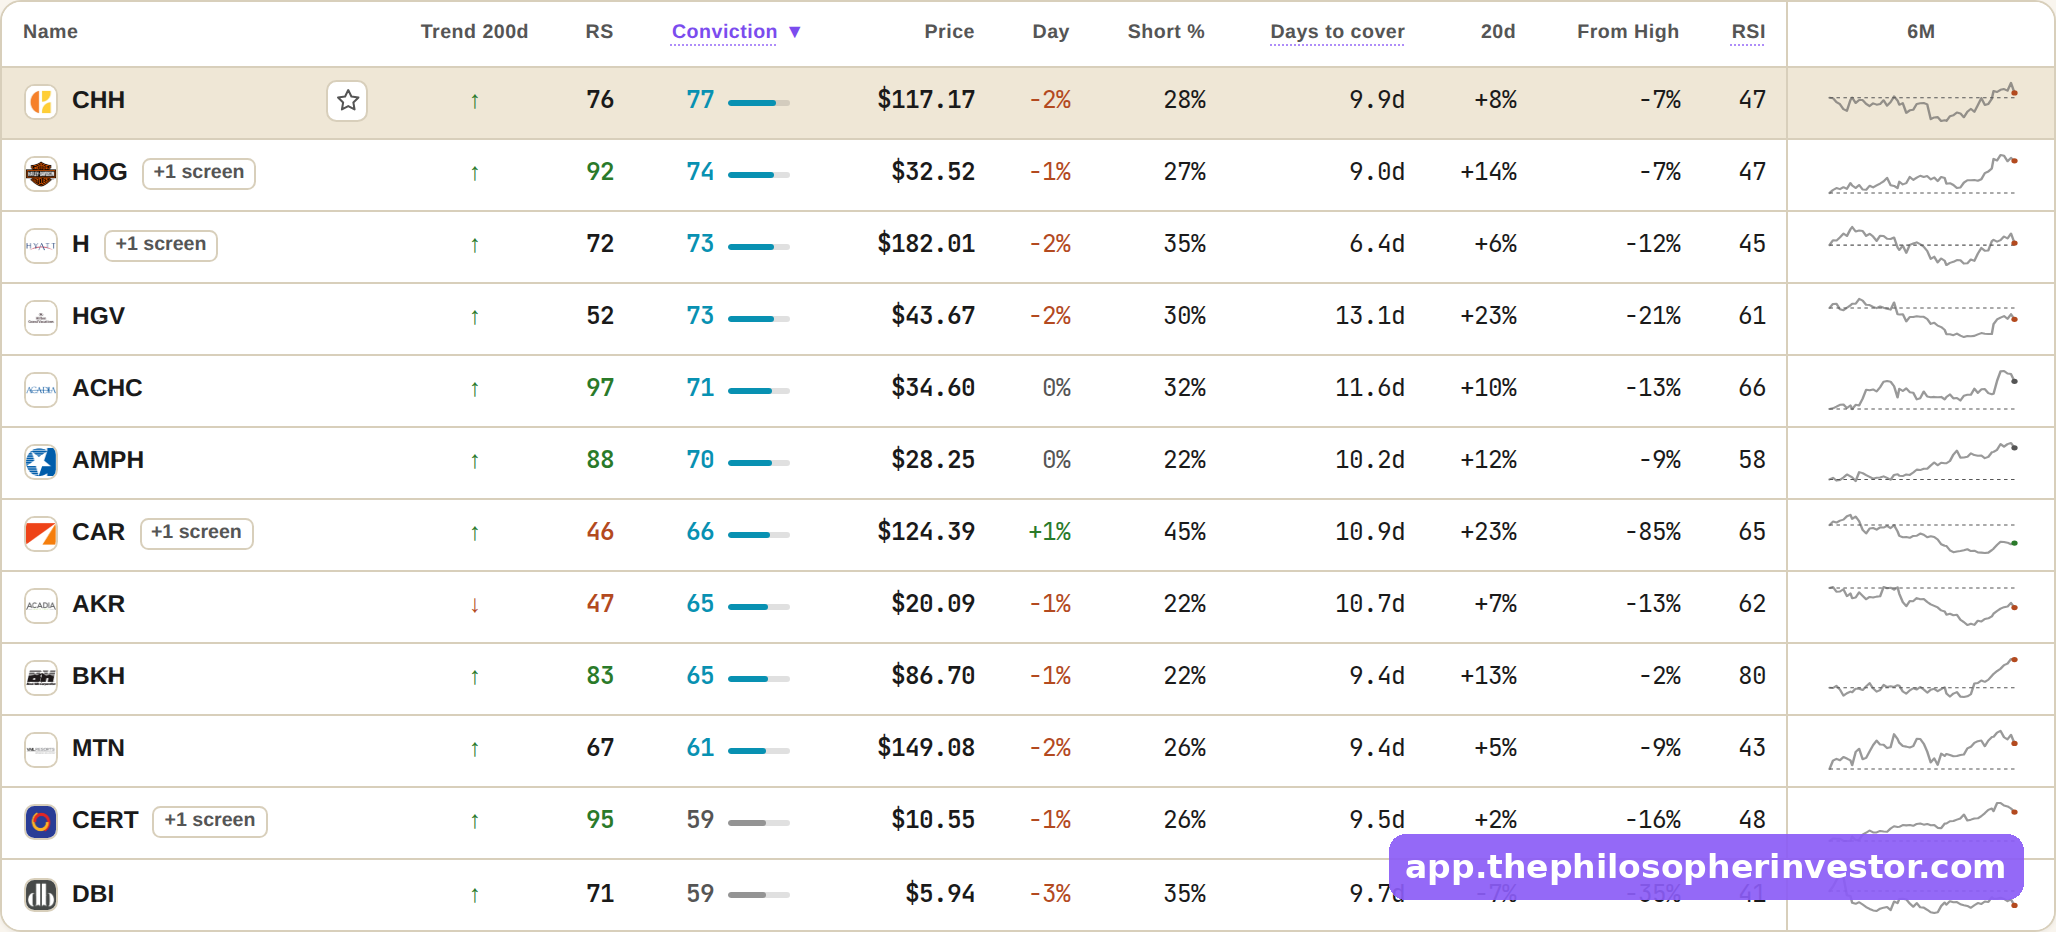 Name Trend 200d RS Conviction ▼ Price Day Short % Days to cover 20d From High RSI 6M
CHH ↑ 76 77 $117.17 -2% 28% 9.9d +8% -7% 47
HOG +1 screen ↑ 92 74 $32.52 -1% 27% 9.0d +14% -7% 47
H +1 screen ↑ 72 73 $182.01 -2% 35% 6.4d +6% -12% 45
HGV ↑ 52 73 $43.67 -2% 30% 13.1d +23% -21% 61
ACHC ↑ 97 71 $34.60 0% 32% 11.6d +10% -13% 66
AMPH ↑ 88 70 $28.25 0% 22% 10.2d +12% -9% 58
CAR +1 screen ↑ 46 66 $124.39 +1% 45% 10.9d +23% -85% 65
ACADIA AKR ↓ 47 65 $20.09 -1% 22% 10.7d +7% -13% 62
BKH ↑ 83 65 $86.70 -1% 22% 9.4d +13% -2% 80
MTN ↑ 67 61 $149.08 -2% 26% 9.4d +5% -9% 43
CERT +1 screen ↑ 95 59 $10.55 -1% 26% 9.5d +2% -16% 48
app.thephilosopherinvestor.com
DBI ↑ 71 59 $5.94 -3% 35% 9.7d -7% -35% 41